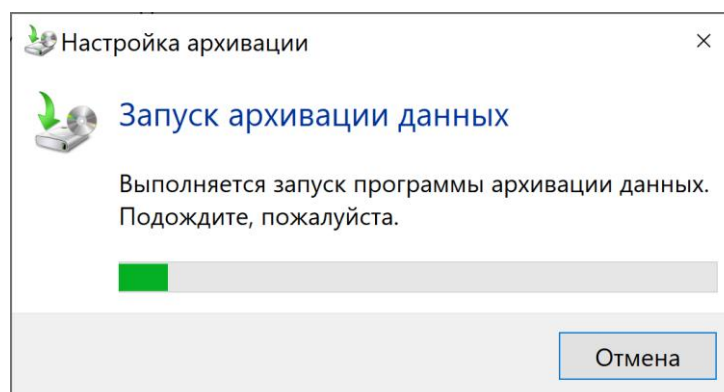 Настройка архивации
Запуск архивации данных
Выполняется запуск программы архивации данных.
Подождите, пожалуйста.
Отмена